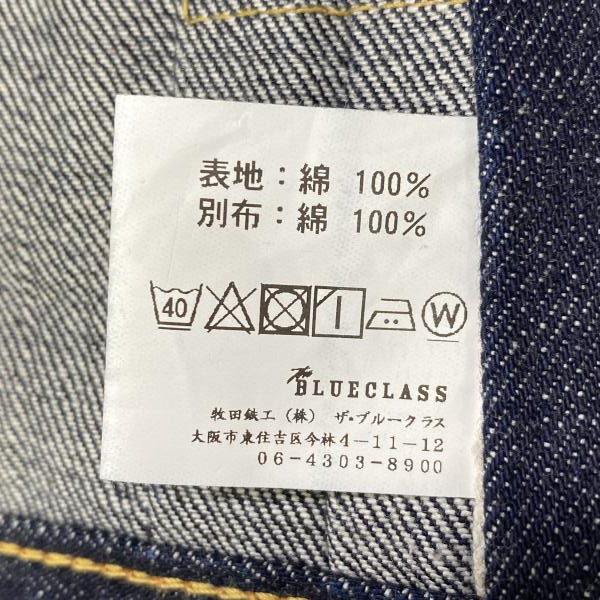 表地：綿 100%
別布：綿 100%
40 W
The BLUECLASS
牧田鉄工（株） ザ・ブルークラス
大阪市東住吉区今林4－11－12
06-4303-8900